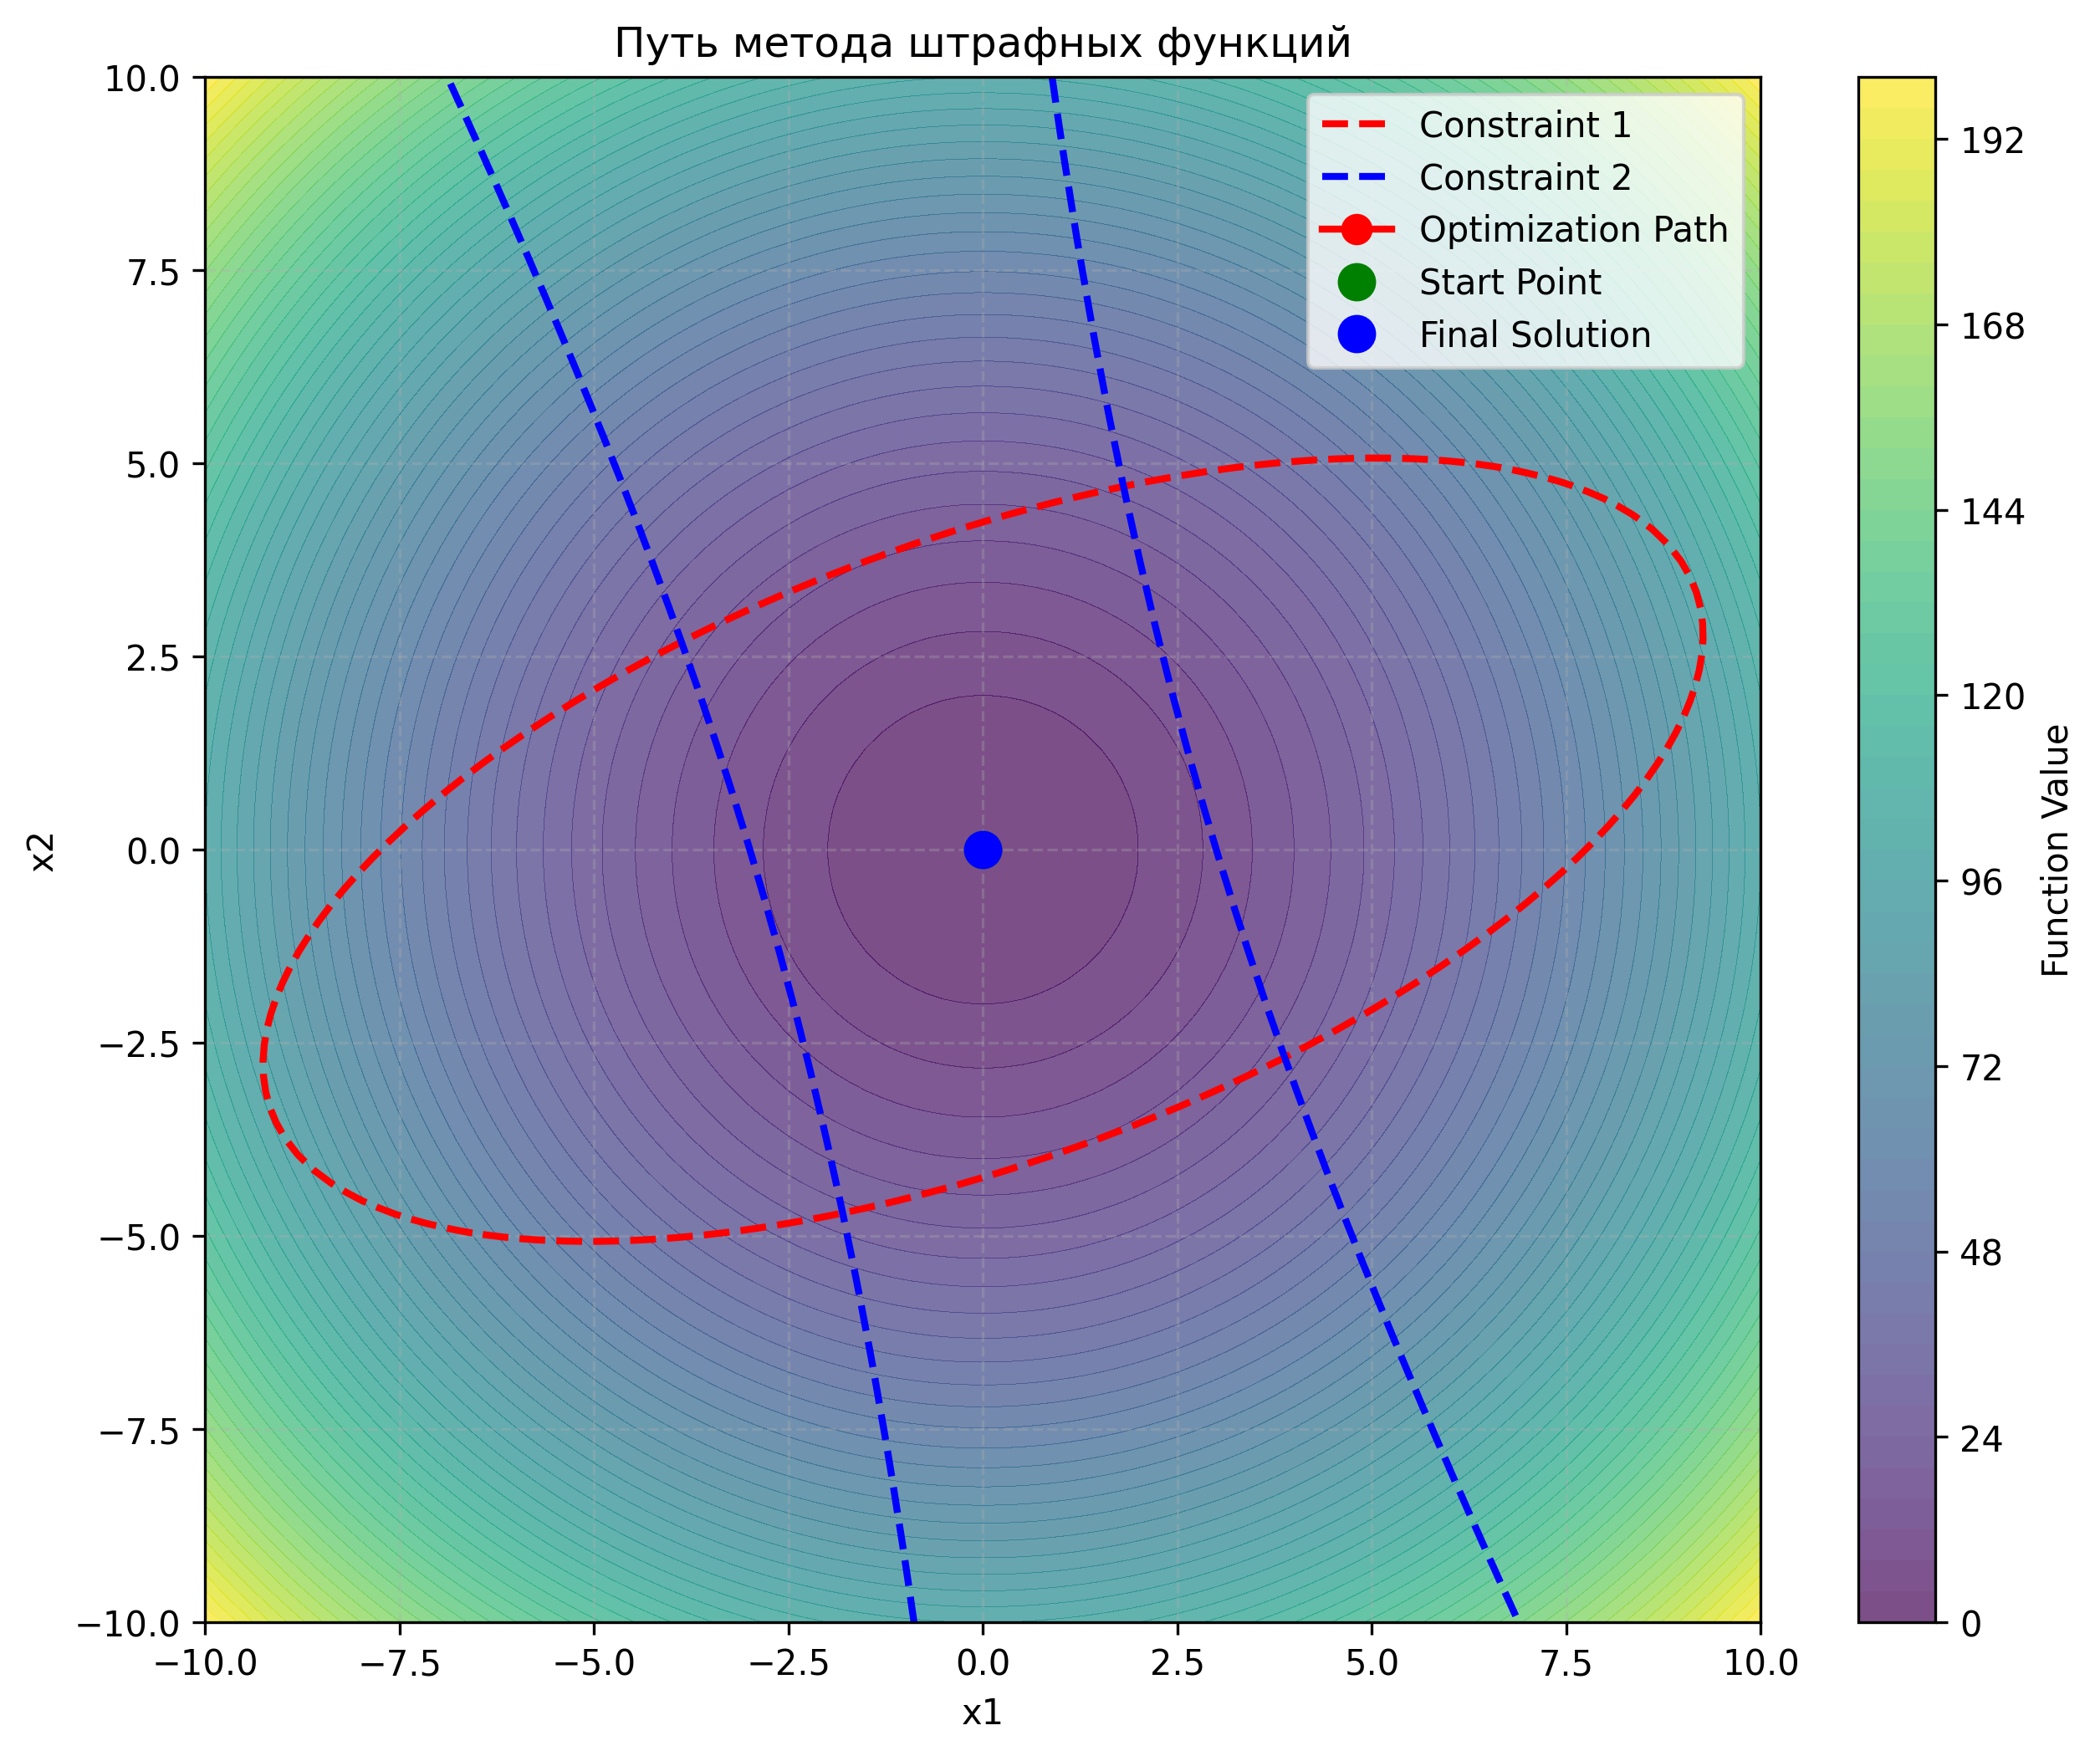 Путь метода штрафных функций
Constraint 1
Constraint 2
Optimization Path
Start Point
Final Solution
10.0
7.5
5.0
2.5
0.0
−2.5
−5.0
−7.5
−10.0
x2
−10.0 −7.5 −5.0 −2.5 0.0 2.5 5.0 7.5 10.0
x1
192
168
144
120
96
72
48
24
0
Function Value